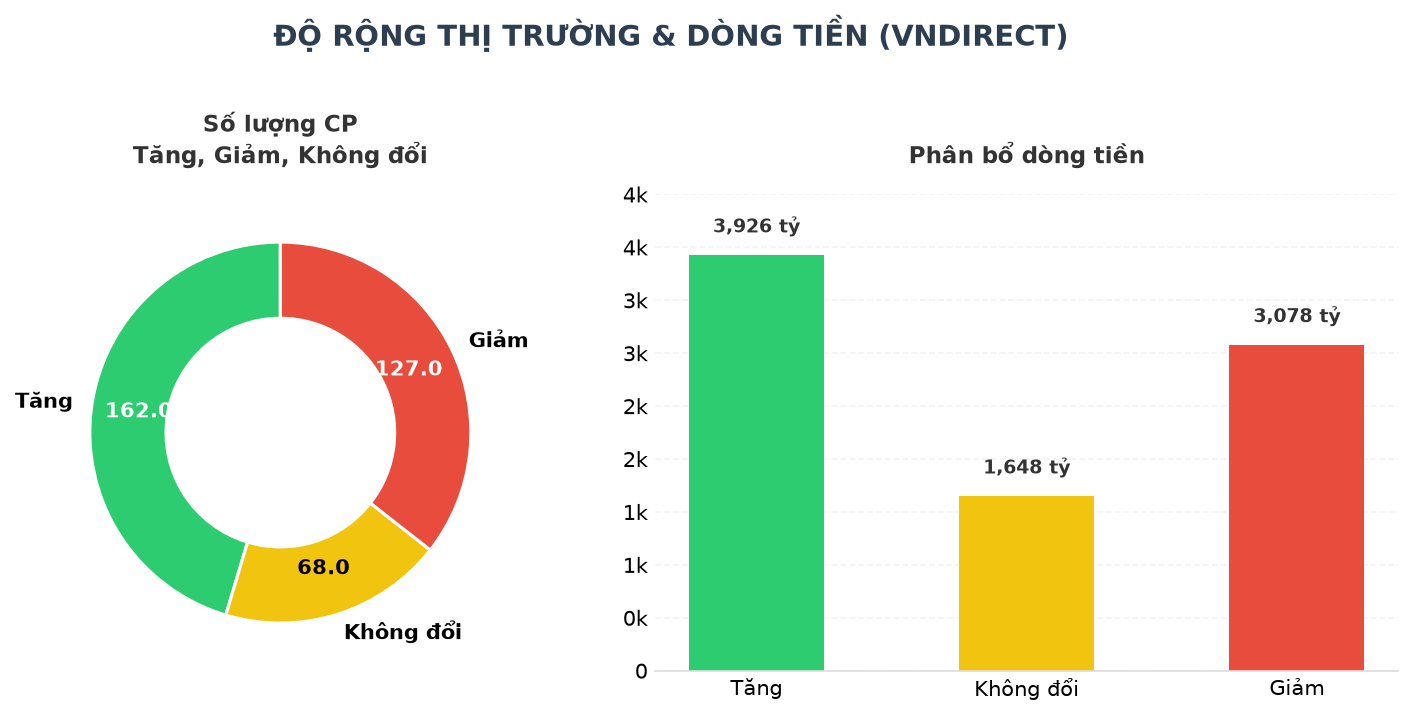 ĐỘ RỘNG THỊ TRƯỜNG & DÒNG TIỀN (VNDIRECT)
Số lượng CP
Tăng, Giảm, Không đổi
Tăng
162.0
127.0
Giảm
68.0
Không đổi
Phân bổ dòng tiền
4k
4k
3k
3k
2k
2k
1k
1k
0k
0
3,926 tỷ
1,648 tỷ
3,078 tỷ
Tăng
Không đổi
Giảm